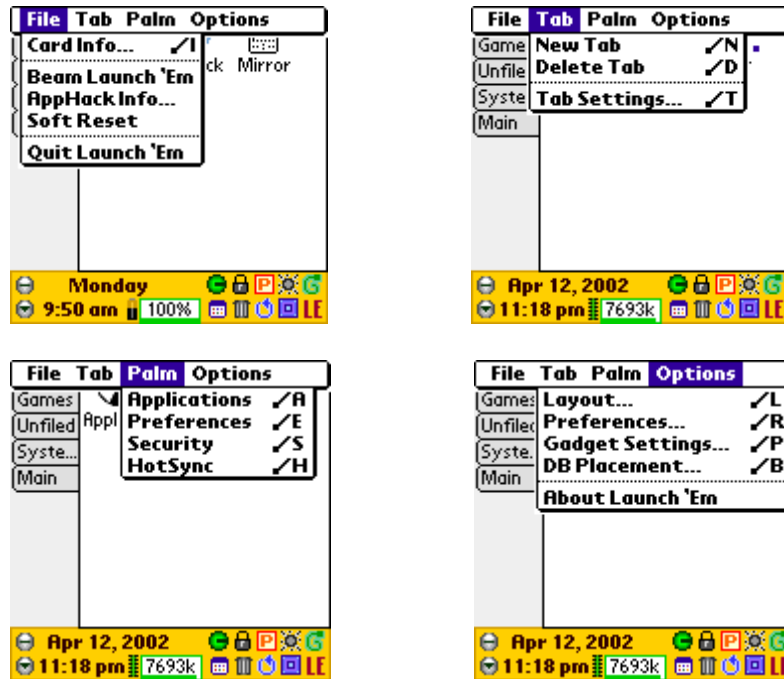 File Tab Palm Options
Card Info... /I
ck Mirror
Beam Launch 'Em
AppHack Info...
Soft Reset
Quit Launch 'Em
Monday
9:50 am 100% LE
File Tab Palm Options
Game New Tab /N
Unfile Delete Tab /D
Syste Tab Settings... /T
Main
Apr 12, 2002 P G
11:18 pm 7693k LE
File Tab Palm Options
Games Applications /A
Unfiled Appl Preferences /E
Syste... Security /S
Main HotSync /H
Apr 12, 2002 P G
11:18 pm 7693k LE
File Tab Palm Options
Games Layout... /L
Unfiled Preferences... /R
Syste. Gadget Settings... /P
Main DB Placement... /B
About Launch 'Em
Apr 12, 2002 P G
11:18 pm 7693k LE